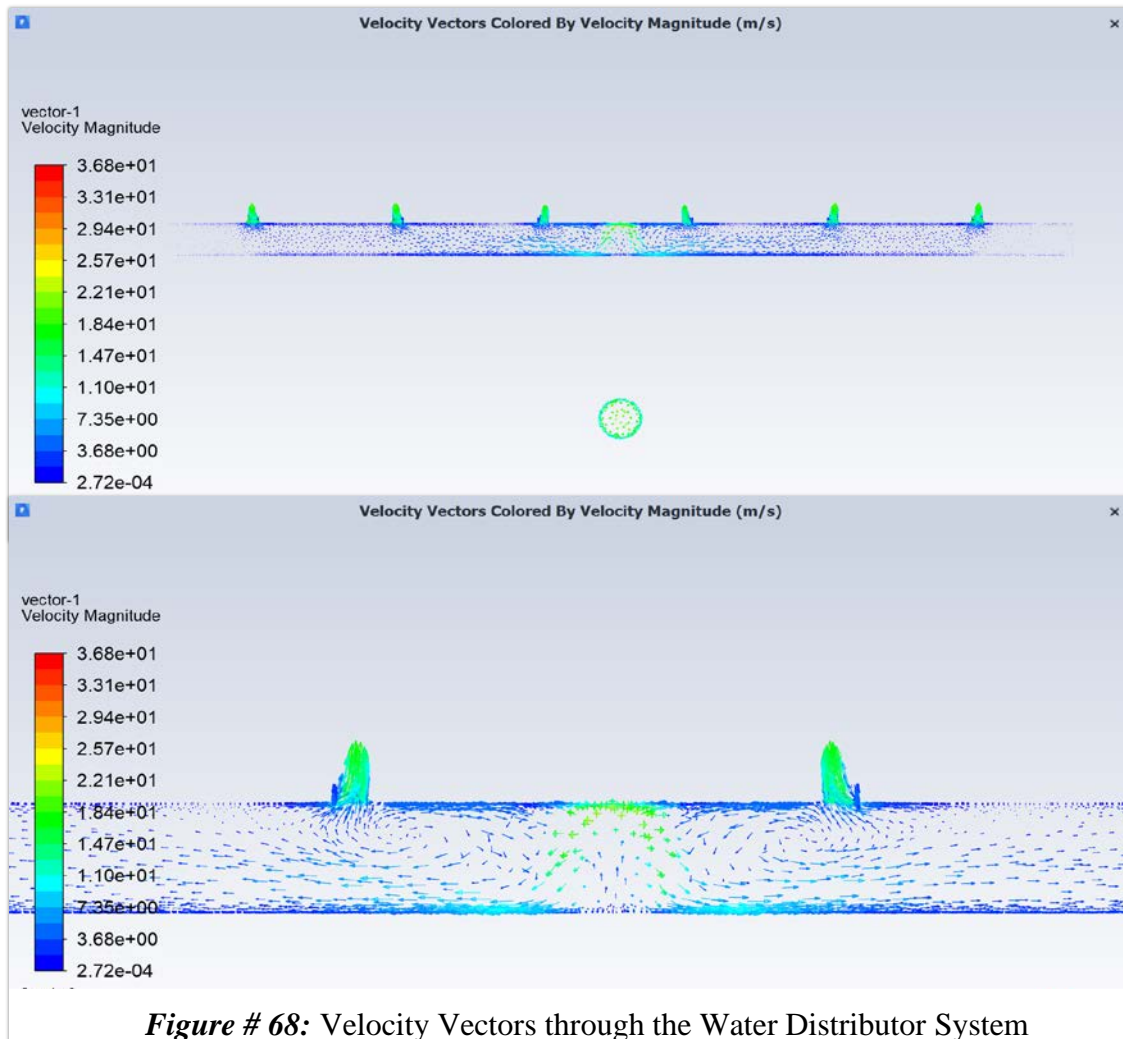 Velocity Vectors Colored By Velocity Magnitude (m/s)
vector-1
Velocity Magnitude
3.68e+01
3.31e+01
2.94e+01
2.57e+01
2.21e+01
1.84e+01
1.47e+01
1.10e+01
7.35e+00
3.68e+00
2.72e-04
Velocity Vectors Colored By Velocity Magnitude (m/s)
vector-1
Velocity Magnitude
3.68e+01
3.31e+01
2.94e+01
2.57e+01
2.21e+01
1.84e+01
1.47e+01
1.10e+01
7.35e+00
3.68e+00
2.72e-04
Figure # 68: Velocity Vectors through the Water Distributor System